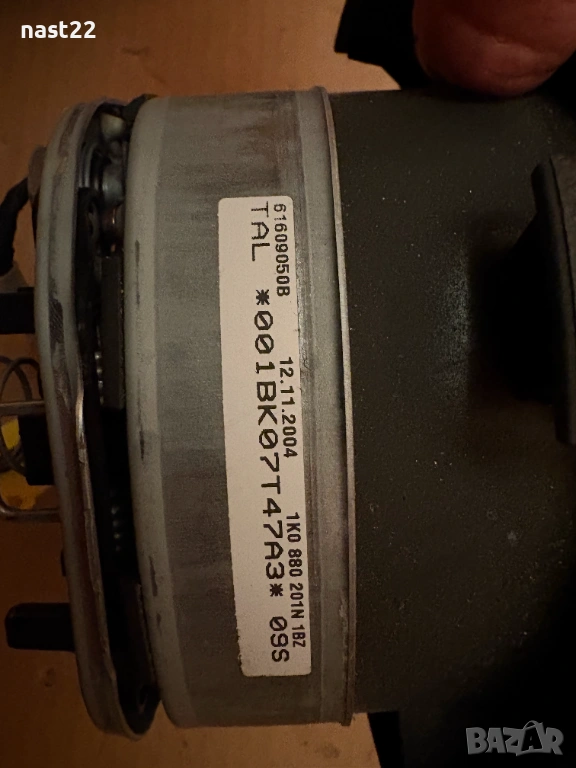 nast22
61609050B 12.11.2004 1K0 880 201N 1BZ
TAL *001BK07T47A3* 09S
BAZAR